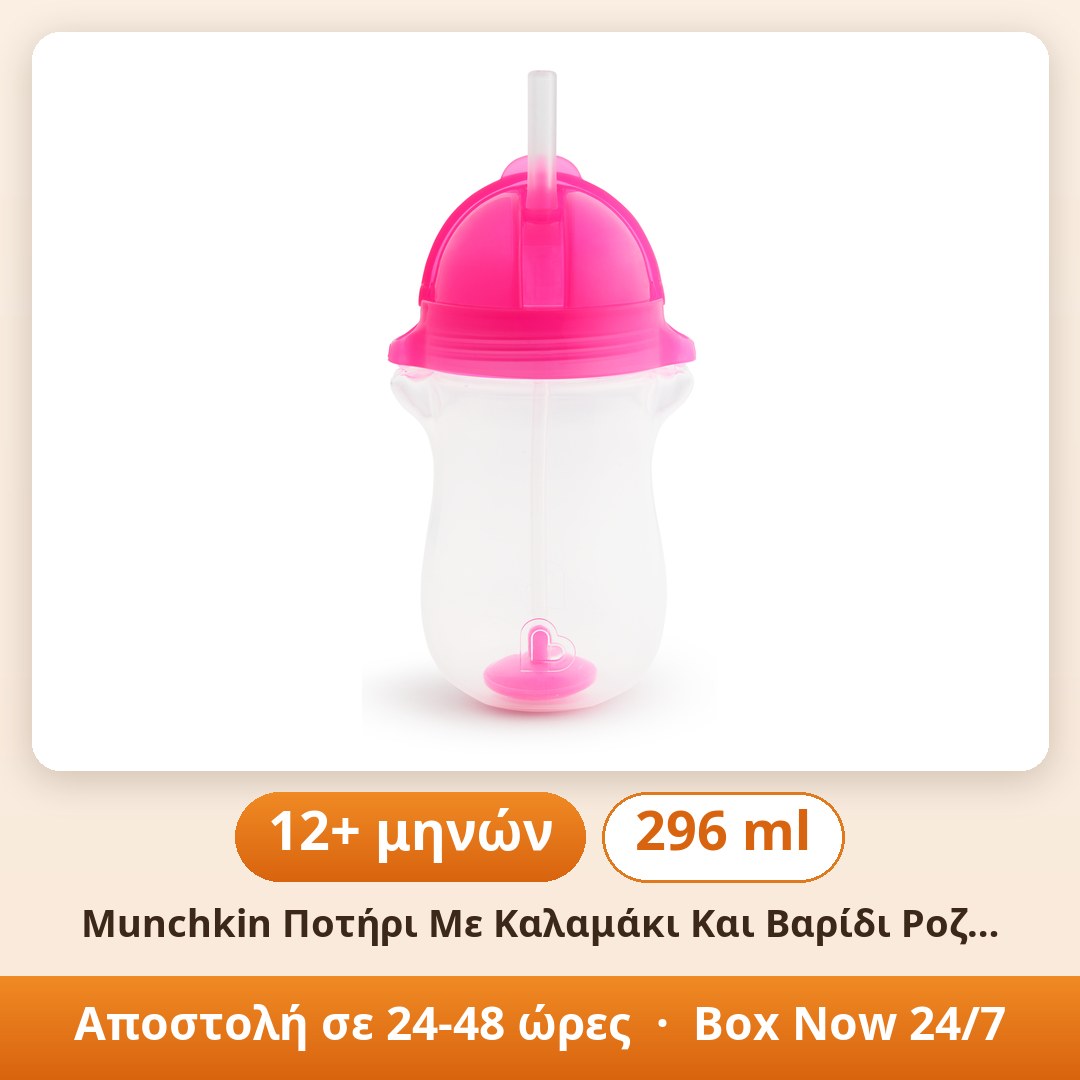 12+ μηνών
296 ml
Munchkin Ποτήρι Με Καλαμάκι Και Βαρίδι Ροζ...
Αποστολή σε 24-48 ώρες · Box Now 24/7